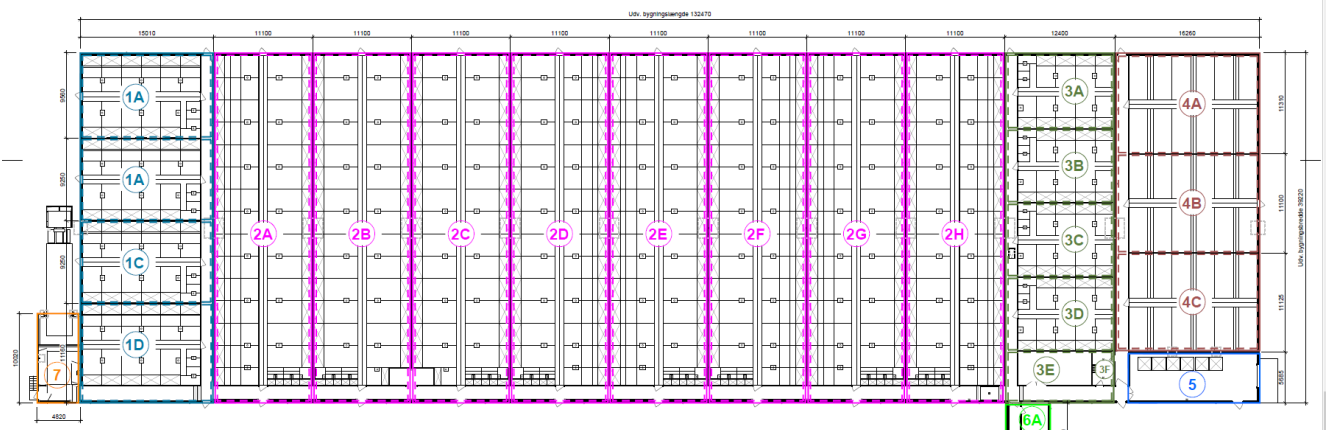 Udv. bygningslængde 132470
15010 11100 11100 11100 11100 11100 11100 11100 11100 12400 16260
9560 1A 3A 4A 11310
9250 1A 3B
2A 2B 2C 2D 2E 2F 2G 2H 4B 11100
Udv. bygningsbredde 39220
9250 1C 3C
3D 4C 11125
10020 7 11160 1D 3E 3F 5 5685
4820 6A